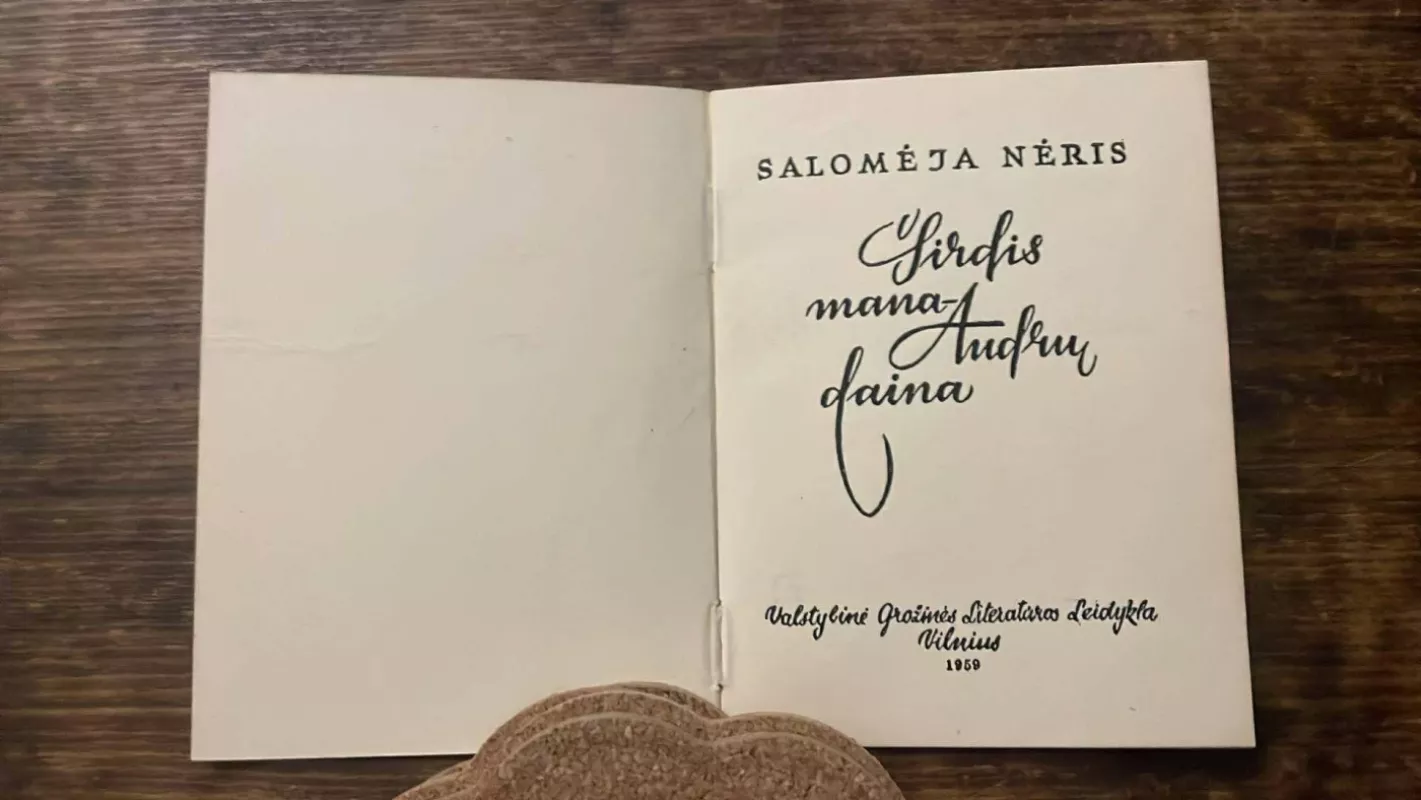 SALOMĖJA NĖRIS
Širdis
mana-
Audrų
daina
Valstybinė Grožinės Literatūros Leidykla
Vilnius
1959